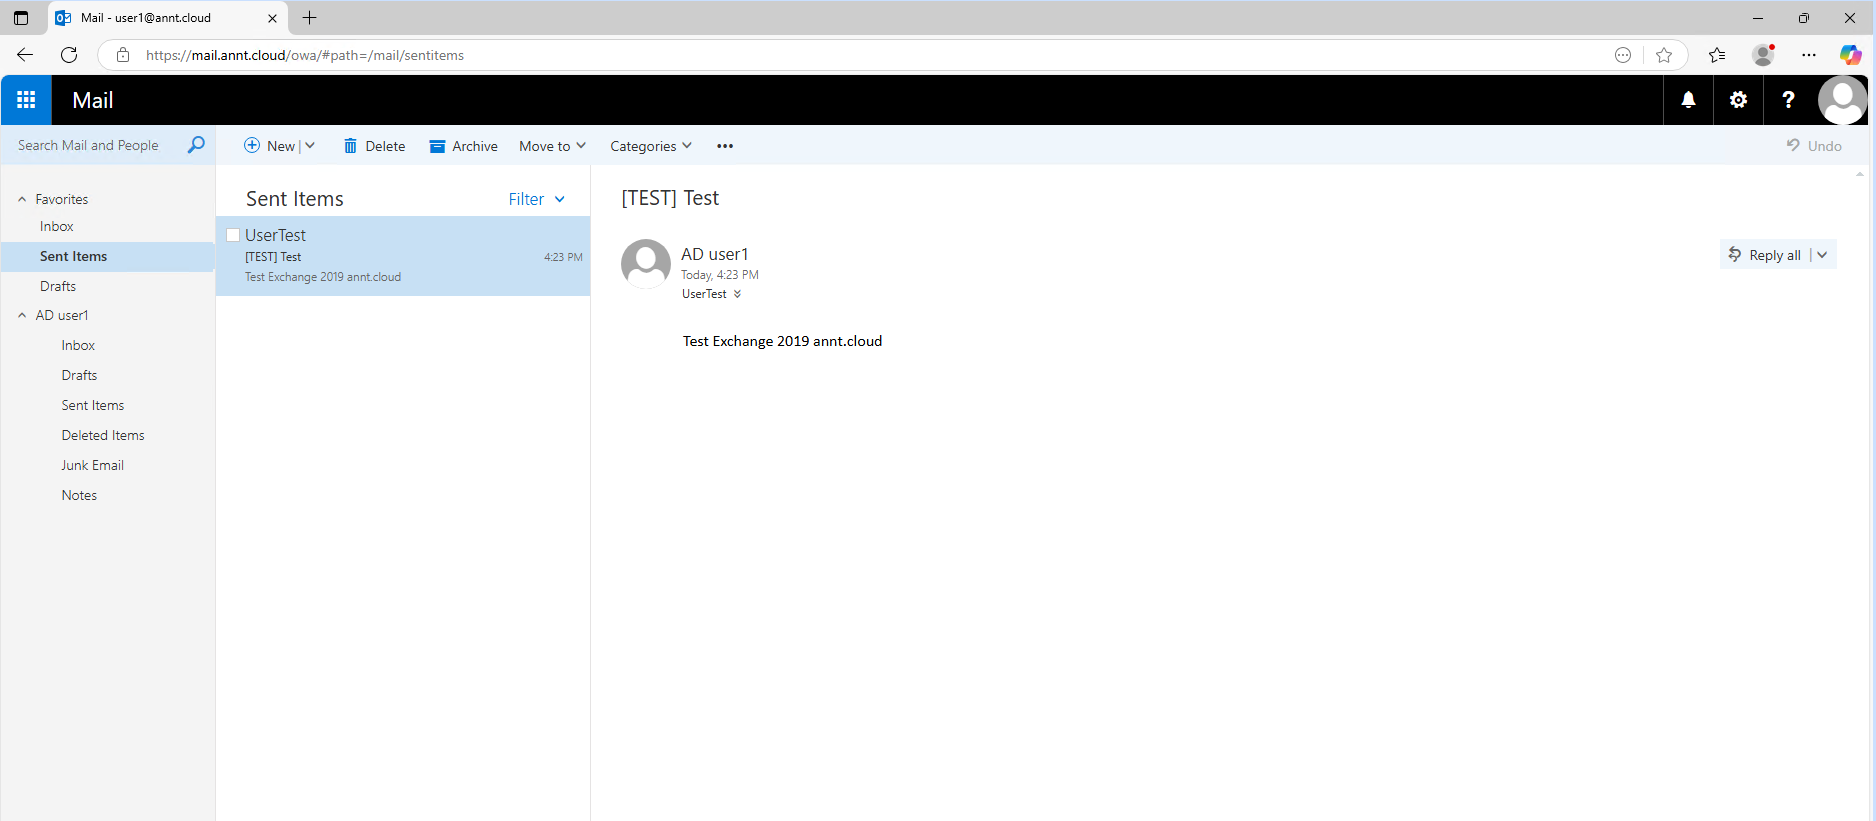 Mail - user1@annt.cloud
https://mail.annt.cloud/owa/#path=/mail/sentitems
Mail
?
Search Mail and People
New
Delete
Archive
Move to
Categories
Undo
Favorites
Inbox
Sent Items
Drafts
AD user1
Inbox
Drafts
Sent Items
Deleted Items
Junk Email
Notes
Sent Items
Filter
UserTest
[TEST] Test
4:23 PM
Test Exchange 2019 annt.cloud
[TEST] Test
AD user1
Today, 4:23 PM
UserTest
Reply all
Test Exchange 2019 annt.cloud